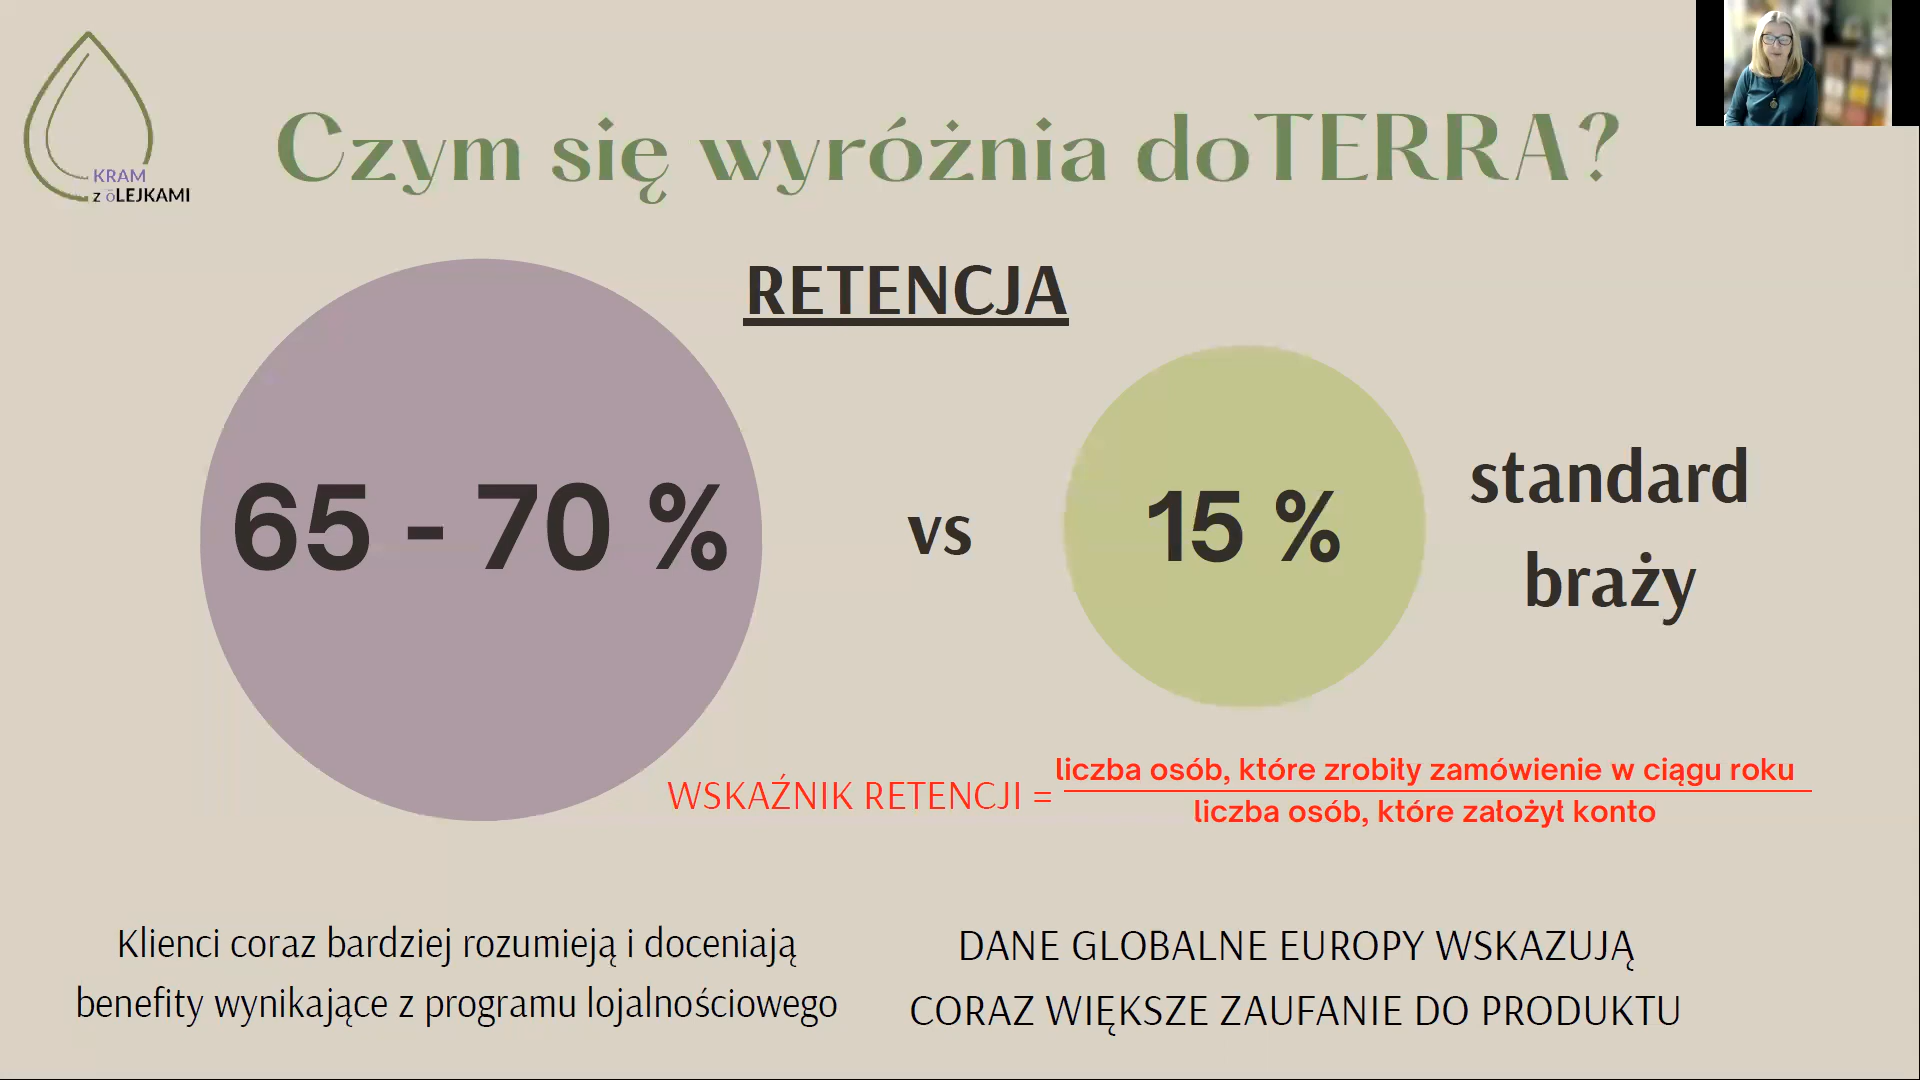 KRAM
z ōLEJKAMI
Czym się wyróżnia doTERRA?
RETENCJA
65 - 70 %
vs
15 %
standard
braży
WSKAŹNIK RETENCJI =
liczba osób, które zrobiły zamówienie w ciągu roku
liczba osób, które założył konto
Klienci coraz bardziej rozumieją i doceniają
benefity wynikające z programu lojalnościowego
DANE GLOBALNE EUROPY WSKAZUJĄ
CORAZ WIĘKSZE ZAUFANIE DO PRODUKTU